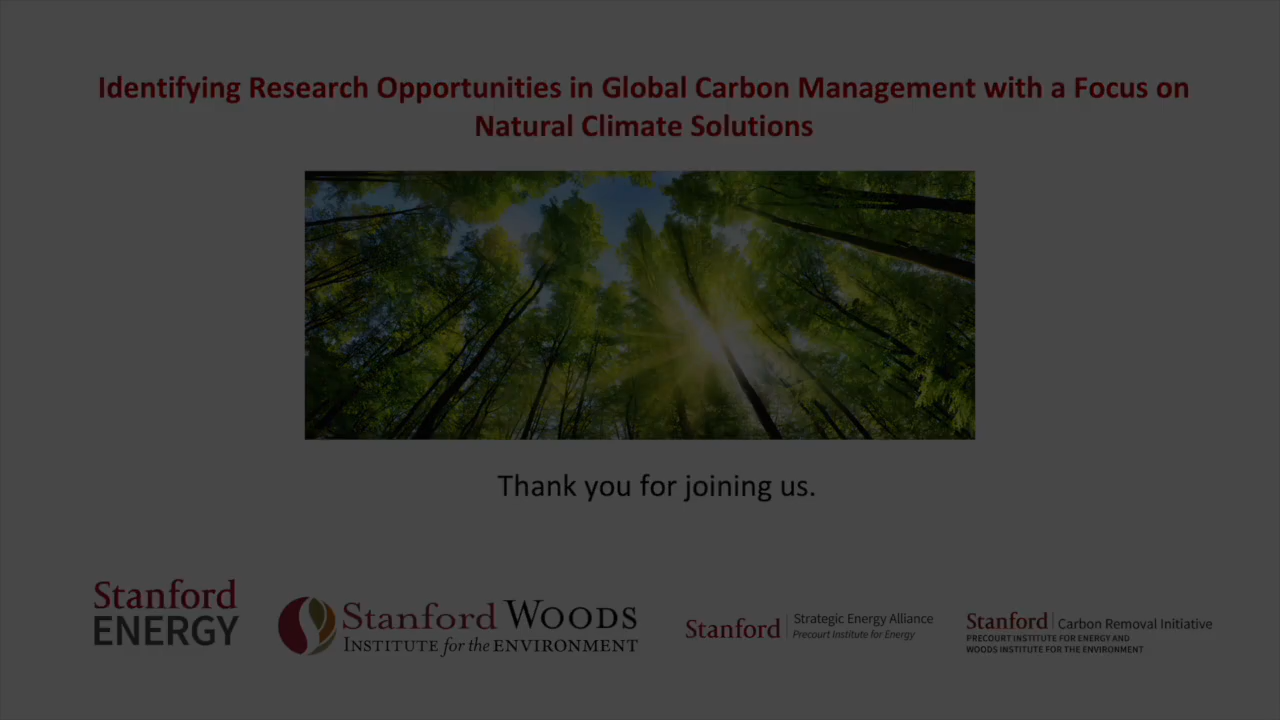 Identifying Research Opportunities in Global Carbon Management with a Focus on
Natural Climate Solutions
Thank you for joining us.
Stanford
ENERGY
Stanford WOODS
INSTITUTE for the ENVIRONMENT
Stanford
Strategic Energy Alliance
Precourt Institute for Energy
Stanford
Carbon Removal Initiative
PRECOURT INSTITUTE FOR ENERGY AND
WOODS INSTITUTE FOR THE ENVIRONMENT